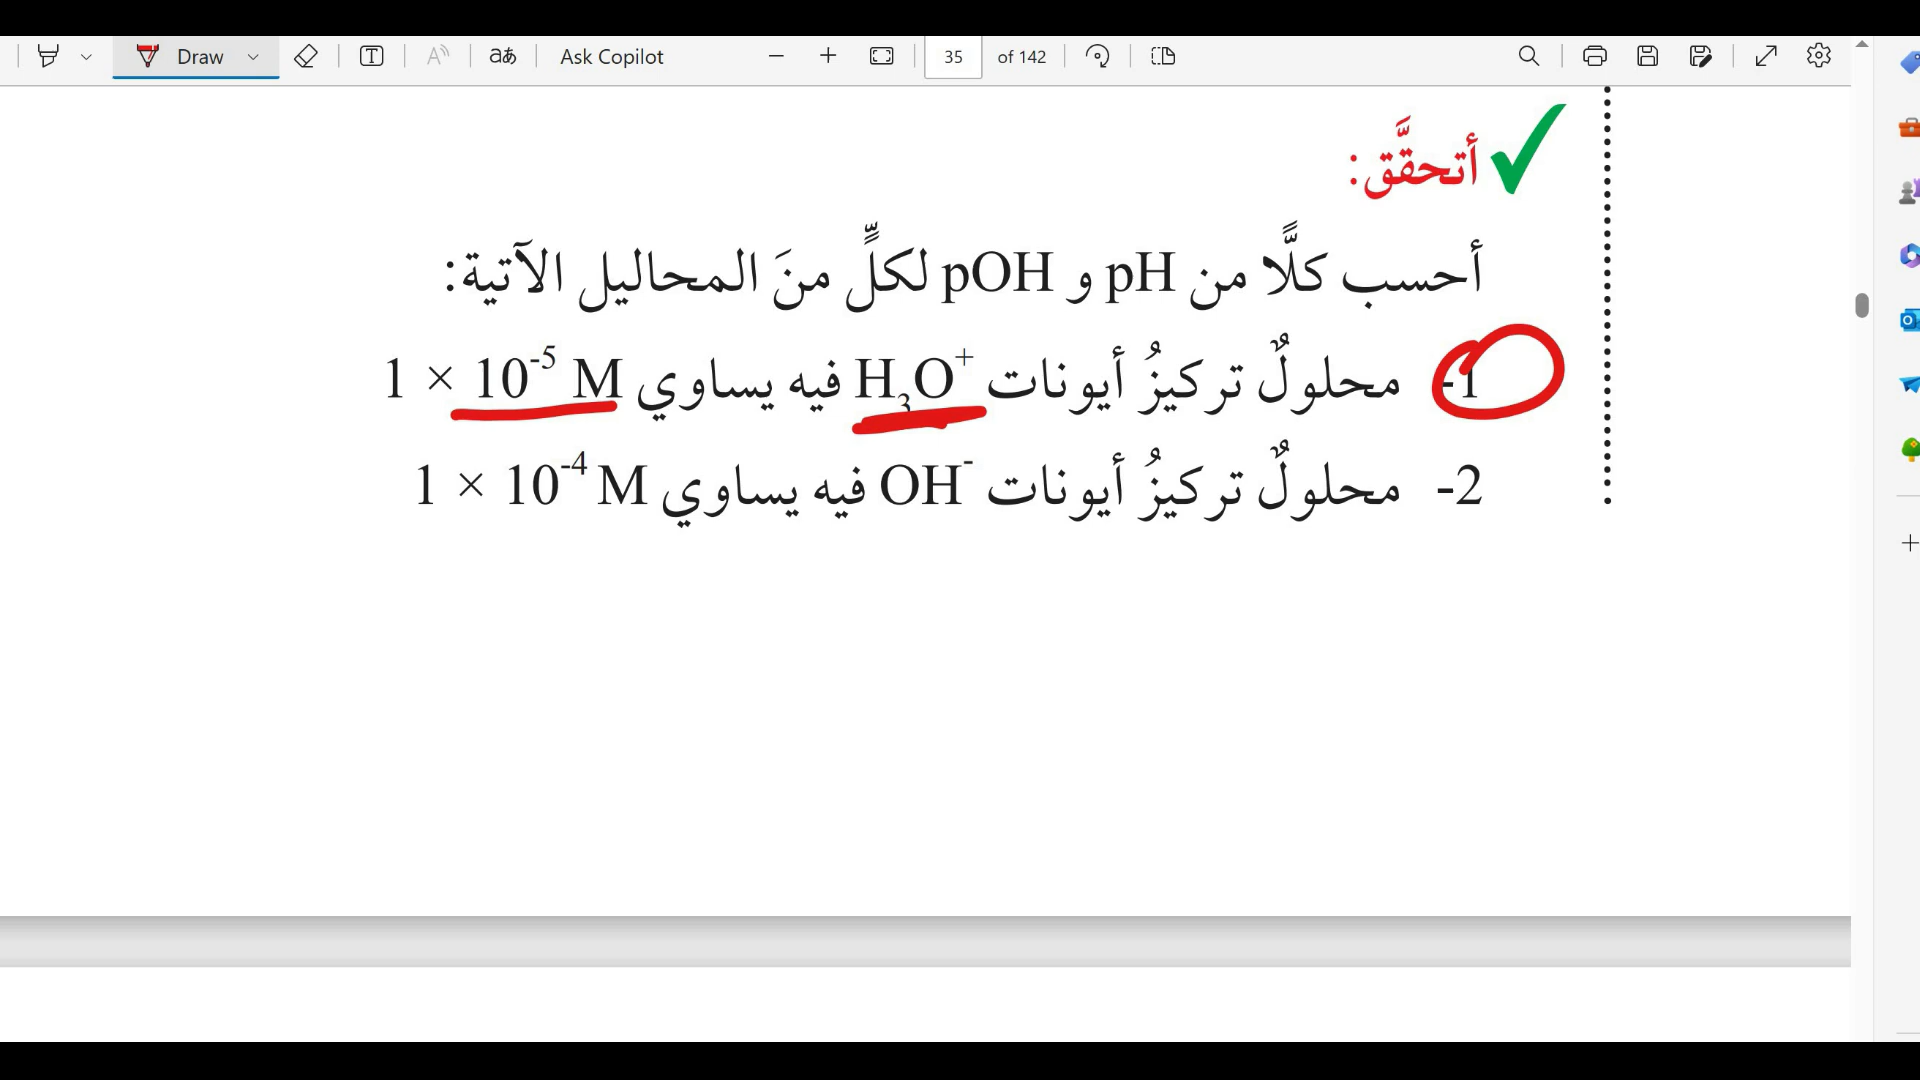 Draw
Ask Copilot
35 of 142
أتحقَّق:
أحسب كلًّا من pH و pOH لكلٍّ منَ المحاليل الآتية:
1- محلولٌ تركيزُ أيونات H₃O⁺ فيه يساوي 1 × 10⁻⁵ M
2- محلولٌ تركيزُ أيونات OH⁻ فيه يساوي 1 × 10⁻⁴ M